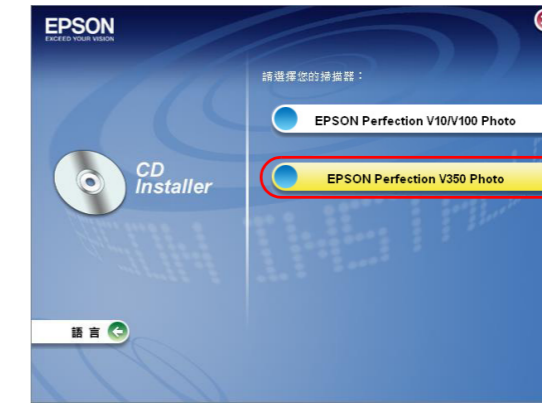 EPSON
EXCEED YOUR VISION
請選擇您的掃描器：
EPSON Perfection V10/V100 Photo
EPSON Perfection V350 Photo
CD
Installer
語言